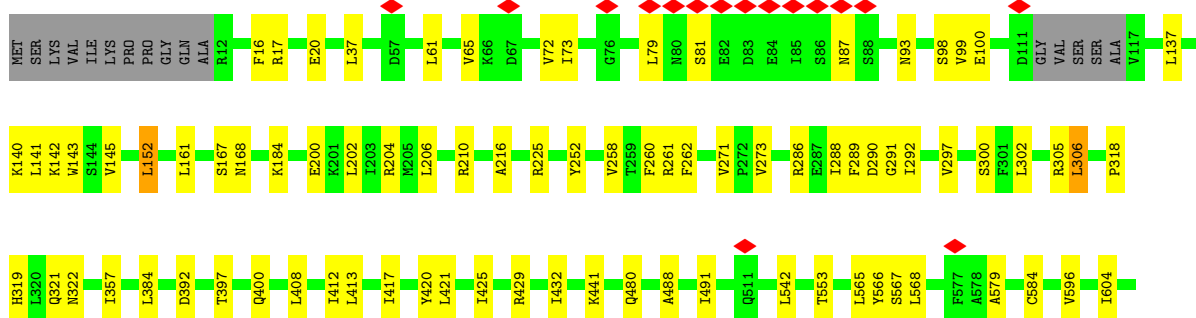 MET SER LYS VAL ILE LYS PRO PRO GLY GLN ALA R12 F16 R17 E20 L37 D57 L61 V65 K66 D67 V72 I73 G76 L79 N80 S81 E82 D83 E84 I85 S86 N87 S88 N93 S98 V99 E100 D111 GLY VAL SER SER ALA V117 L137
K140 L141 K142 W143 S144 V145 L152 L161 S167 N168 K184 E200 K201 L202 I203 R204 M205 L206 R210 A216 R225 Y252 V258 T259 F260 R261 F262 V271 P272 V273 R286 E287 I288 F289 D290 G291 I292 V297 S300 F301 L302 R305 L306 P318
H319 L320 Q321 N322 I357 L384 D392 T397 Q400 L408 I412 L413 I417 Y420 L421 I425 R429 I432 K441 Q480 A488 I491 Q511 L542 T553 L565 Y566 S567 L568 F577 A578 A579 C584 V596 I604